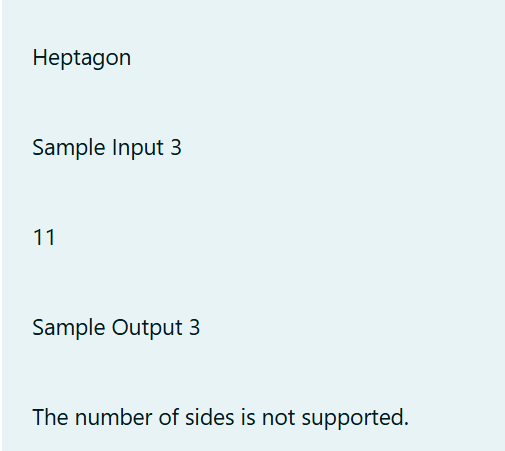 Heptagon
Sample Input 3
11
Sample Output 3
The number of sides is not supported.